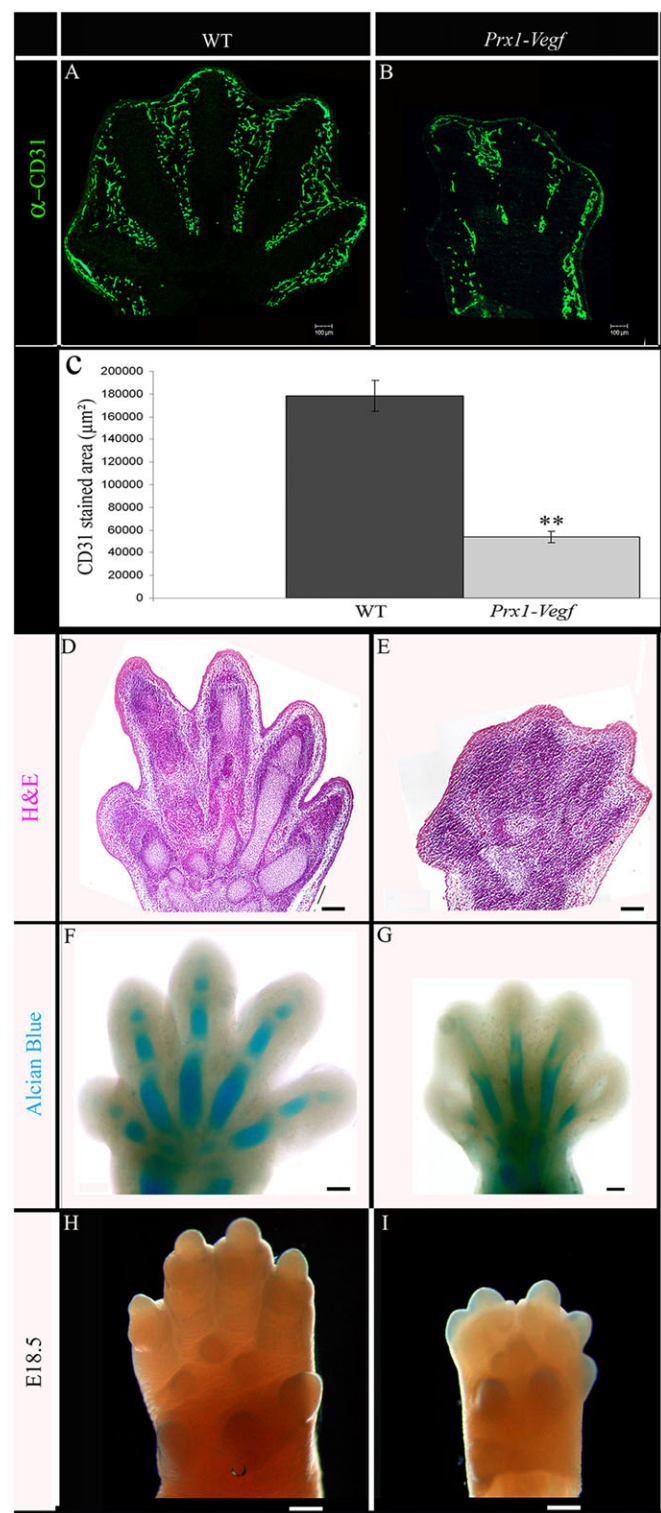 WT
Prx1-Vegf
α–CD31
A
B
100 µm
100 µm
C
CD31 stained area (µm²)
200000
180000
160000
140000
120000
100000
80000
60000
40000
20000
0
**
WT
Prx1-Vegf
H&E
D
E
Alcian Blue
F
G
E18.5
H
I